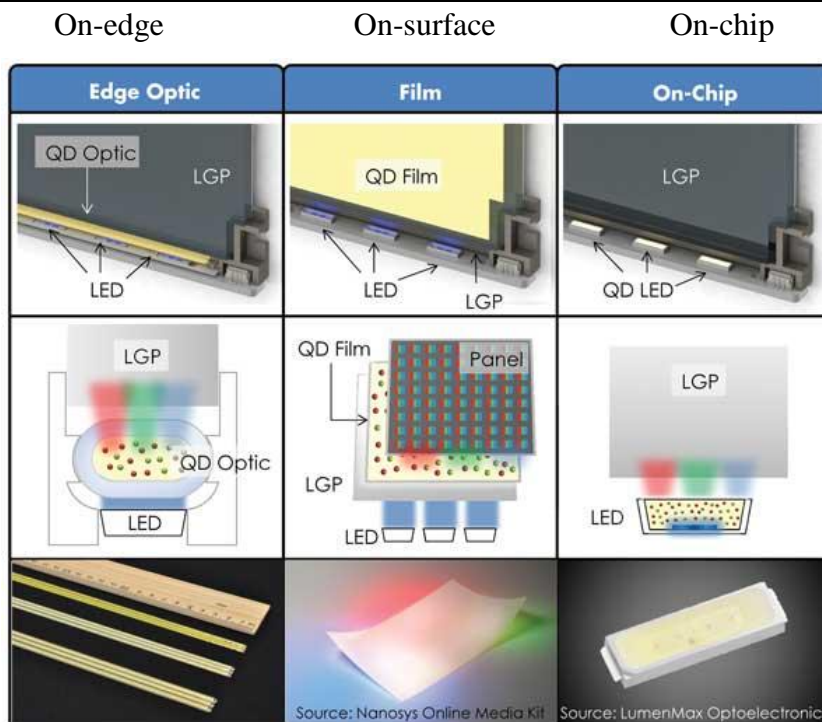 On-edge
On-surface
On-chip
Edge Optic
Film
On-Chip
QD Optic
LGP
LED
QD Film
LED
LGP
LGP
QD LED
LGP
QD Optic
LED
QD Film
Panel
LGP
LED
LGP
LED
Source: Nanosys Online Media Kit
Source: LumenMax Optoelectronic